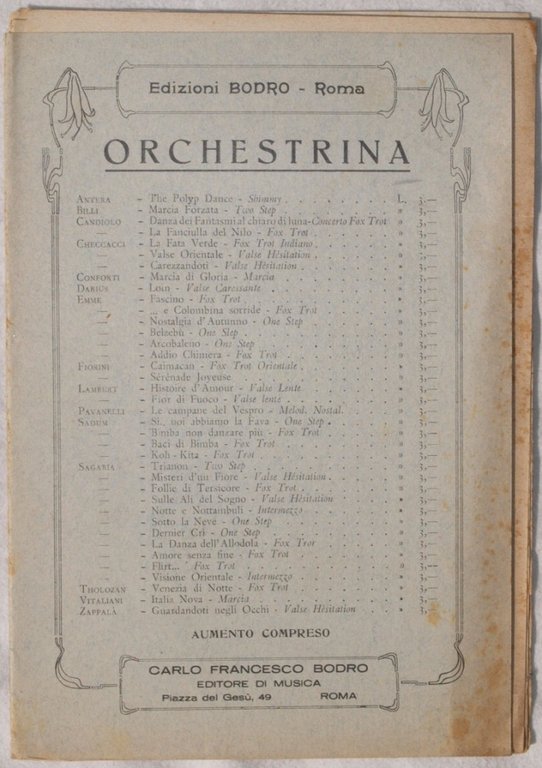 Edizioni BODRO - Roma
ORCHESTRINA
ANTERA - The Polyp Dance - Shimmy . . . . . . . . L. 3,—
BILLI - Marcia Forzata - Two Step . . . . . . . . » 3,—
CANDIOLO - Danza dei Fantasmi al chiaro di luna - Concerto Fox Trot » 3,—
— - La Fanciulla del Nilo - Fox Trot . . . . . . . . » 3,—
CHECCACCI - La Fata Verde - Fox Trot Indiano . . . . . . . . » 3,—
— - Valse Orientale - Valse Hèsitation . . . . . . . . » 3,—
— - Carezzandoti - Valse Hèsitation . . . . . . . . » 3,—
CONFORTI - Marcia di Gloria - Marcia . . . . . . . . » 3,—
DARIUS - Loin - Valse Caressante . . . . . . . . » 3,—
EMME - Fascino - Fox Trot . . . . . . . . » 3,—
— - ... e Colombina sorride - Fox Trot . . . . . . . . » 3,—
— - Nostalgia d'Autunno - One Step . . . . . . . . » 3,—
— - Belzebù - One Step . . . . . . . . » 3,—
— - Arcobaleno - One Step . . . . . . . . » 3,—
— - Addio Chimera - Fox Trot . . . . . . . . » 3,—
FIORINI - Caimacan - Fox Trot Orientale . . . . . . . . » 3,—
— - Sérénade Joyeuse . . . . . . . . » 3,—
LAMBERT - Histoire d'Amour - Valse Lente . . . . . . . . » 3,—
— - Fior di Fuoco - Valse lente . . . . . . . . » 3,—
PAVANELLI - Le campane del Vespro - Melod. Nostal. . . . . . . . . » 3,—
SADUM - Sì.. noi abbiamo la Fava - One Step . . . . . . . . » 3,—
— - Bimba non danzare più - Fox Trot . . . . . . . . » 3,—
— - Baci di Bimba - Fox Trot . . . . . . . . » 3,—
— - Koh - Kita - Fox Trot . . . . . . . . » 3,—
SAGARIA - Trianon - Two Step . . . . . . . . » 3,—
— - Misteri d'un Fiore - Valse Hèsitation . . . . . . . . » 3,—
— - Follie di Tersicore - Fox Trot . . . . . . . . » 3,—
— - Sulle Ali del Sogno - Valse Hèsitation . . . . . . . . » 3,—
— - Notte e Nottambuli - Intermezzo . . . . . . . . » 3,—
— - Sotto la Neve - One Step . . . . . . . . » 3,—
— - Dernier Cri - One Step . . . . . . . . » 3,—
— - La Danza dell'Allodola - Fox Trot . . . . . . . . » 3,—
— - Amore senza fine - Fox Trot . . . . . . . . » 3,—
— - Flirt... Fox Trot . . . . . . . . » 3,—
— - Visione Orientale - Intermezzo . . . . . . . . » 3,—
THOLOZAN - Venezia di Notte - Fox Trot . . . . . . . . » 3,—
VITALIANI - Italia Nova - Marcia . . . . . . . . » 3,—
ZAPPALÀ - Guardandoti negli Occhi - Valse Hèsitation . . . . . . . . » 3,—
AUMENTO COMPRESO
CARLO FRANCESCO BODRO
EDITORE DI MUSICA
Piazza del Gesù, 49 ROMA